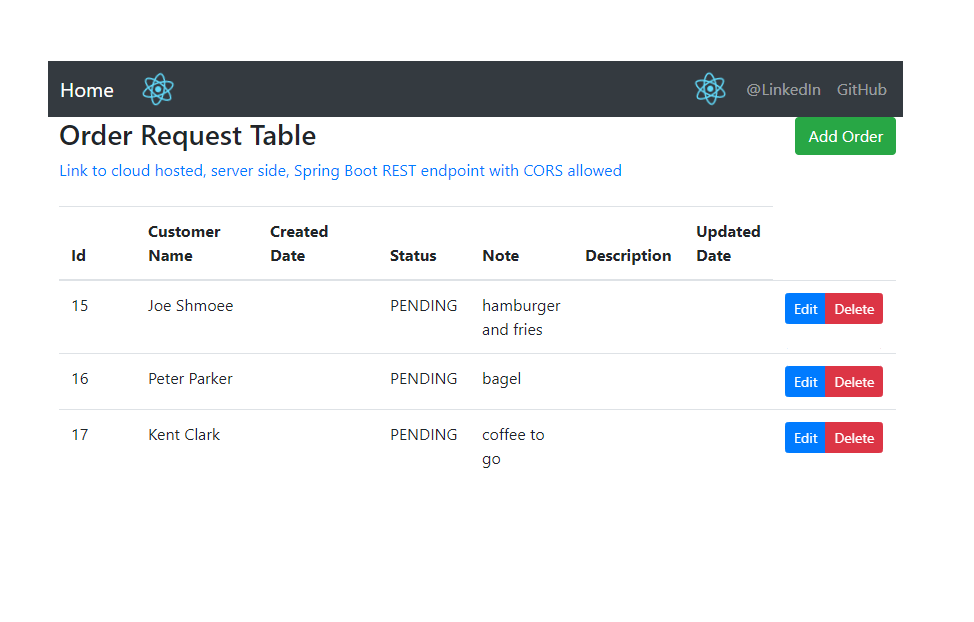 Home @LinkedIn GitHub
Order Request Table Add Order
Link to cloud hosted, server side, Spring Boot REST endpoint with CORS allowed
Customer Created Updated
Id Name Date Status Note Description Date
15 Joe Shmoee PENDING hamburger Edit Delete
and fries
16 Peter Parker PENDING bagel Edit Delete
17 Kent Clark PENDING coffee to Edit Delete
go